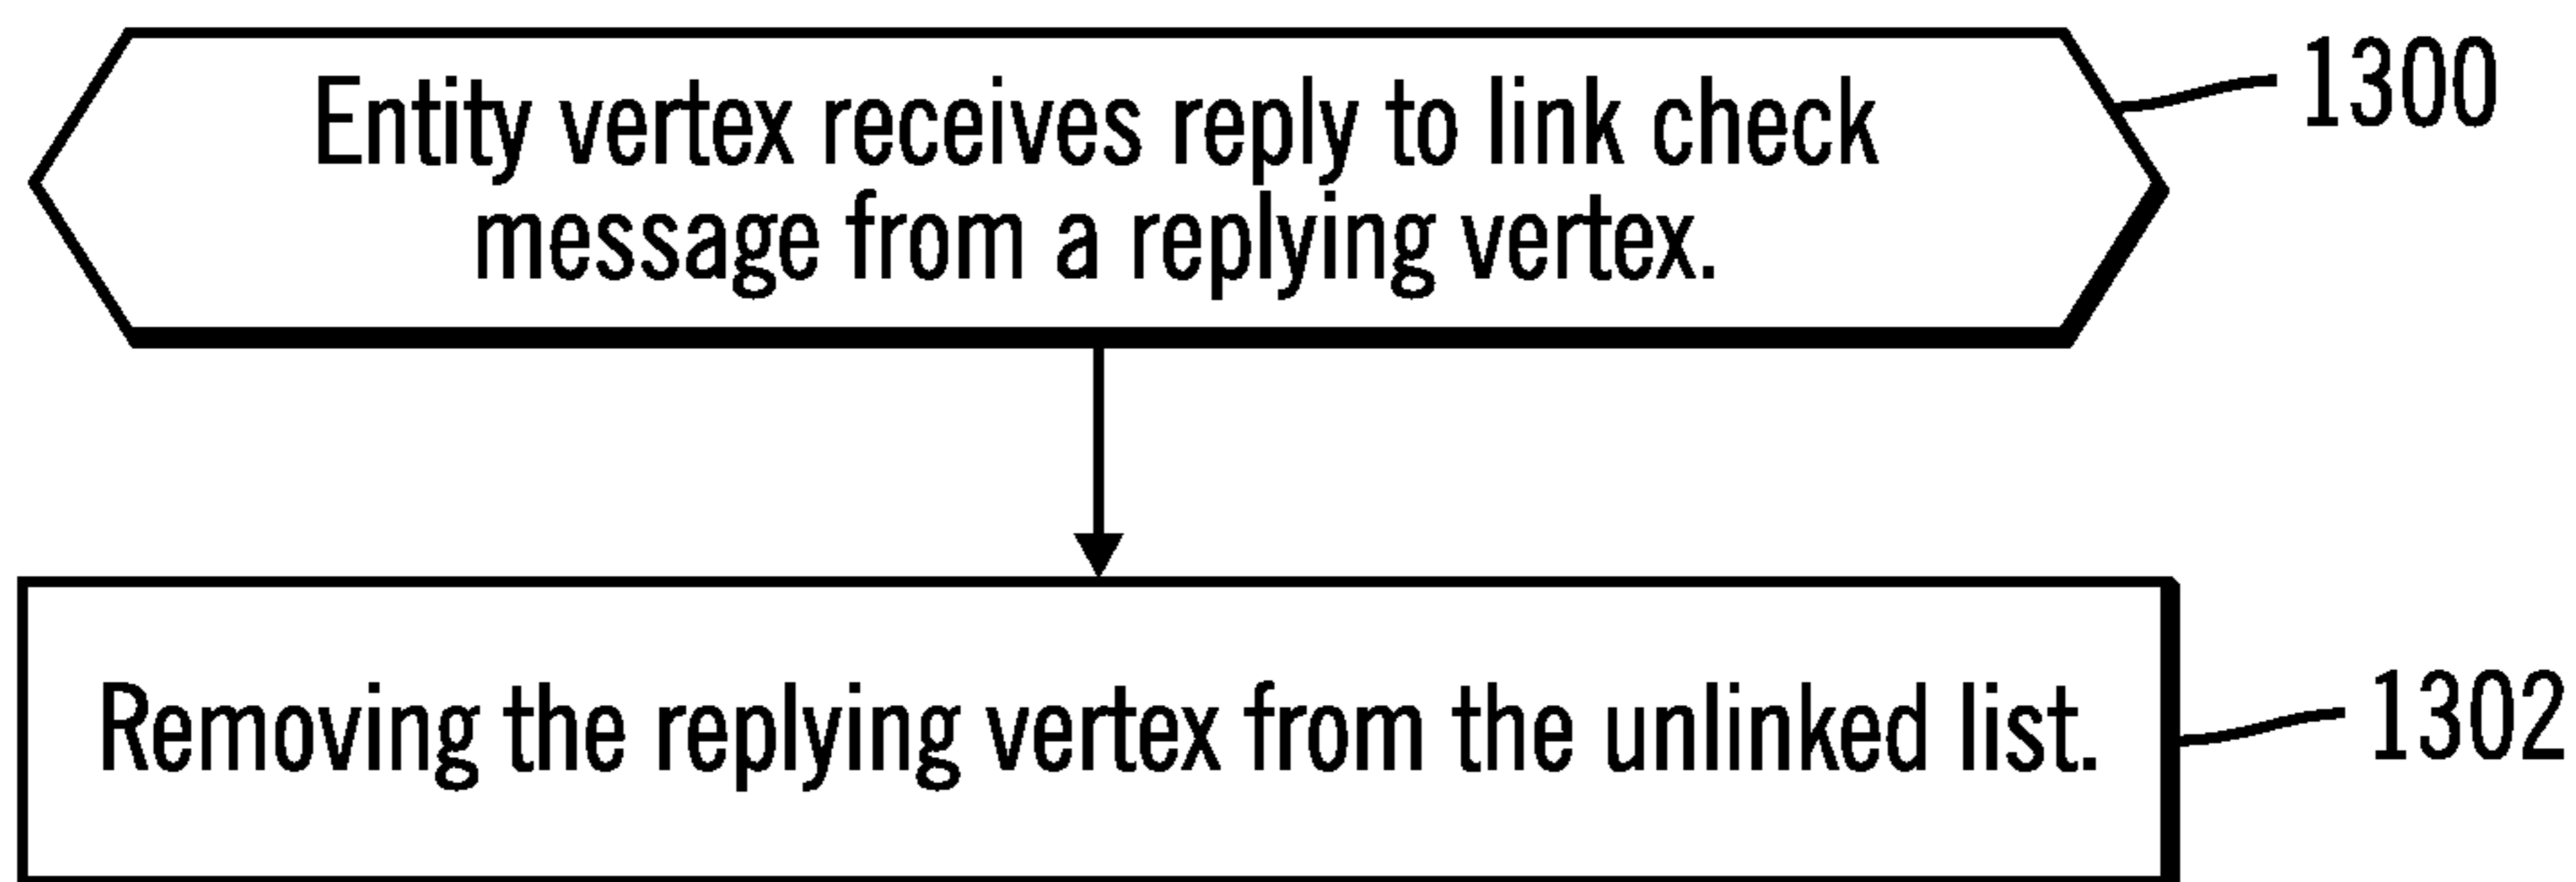 Entity vertex receives reply to link check
message from a replying vertex.
1300
Removing the replying vertex from the unlinked list.
1302